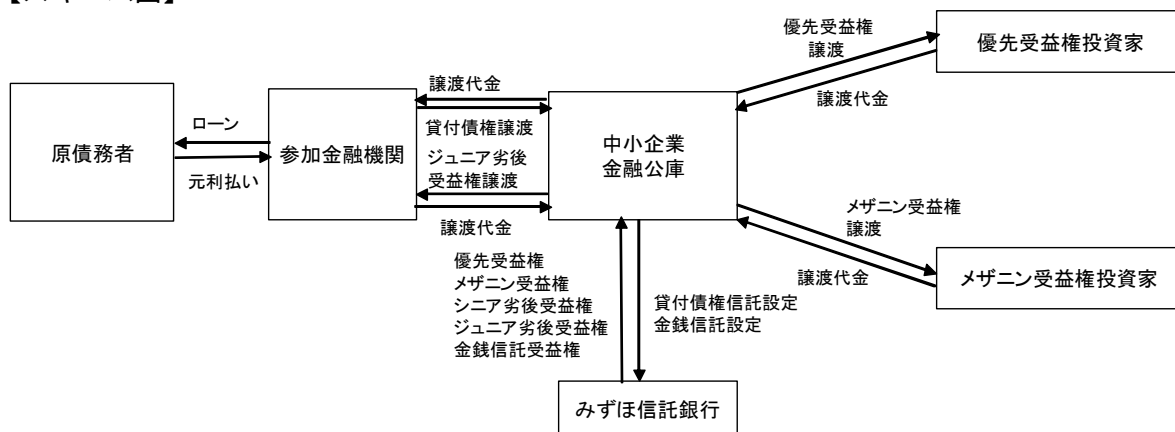 優先受益権
譲渡
優先受益権投資家
譲渡代金
譲渡代金
ローン
貸付債権譲渡
原債務者
参加金融機関
中小企業
金融公庫
ジュニア劣後
受益権譲渡
元利払い
メザニン受益権
譲渡
譲渡代金
優先受益権
メザニン受益権
シニア劣後受益権
ジュニア劣後受益権
金銭信託受益権
譲渡代金
メザニン受益権投資家
貸付債権信託設定
金銭信託設定
みずほ信託銀行